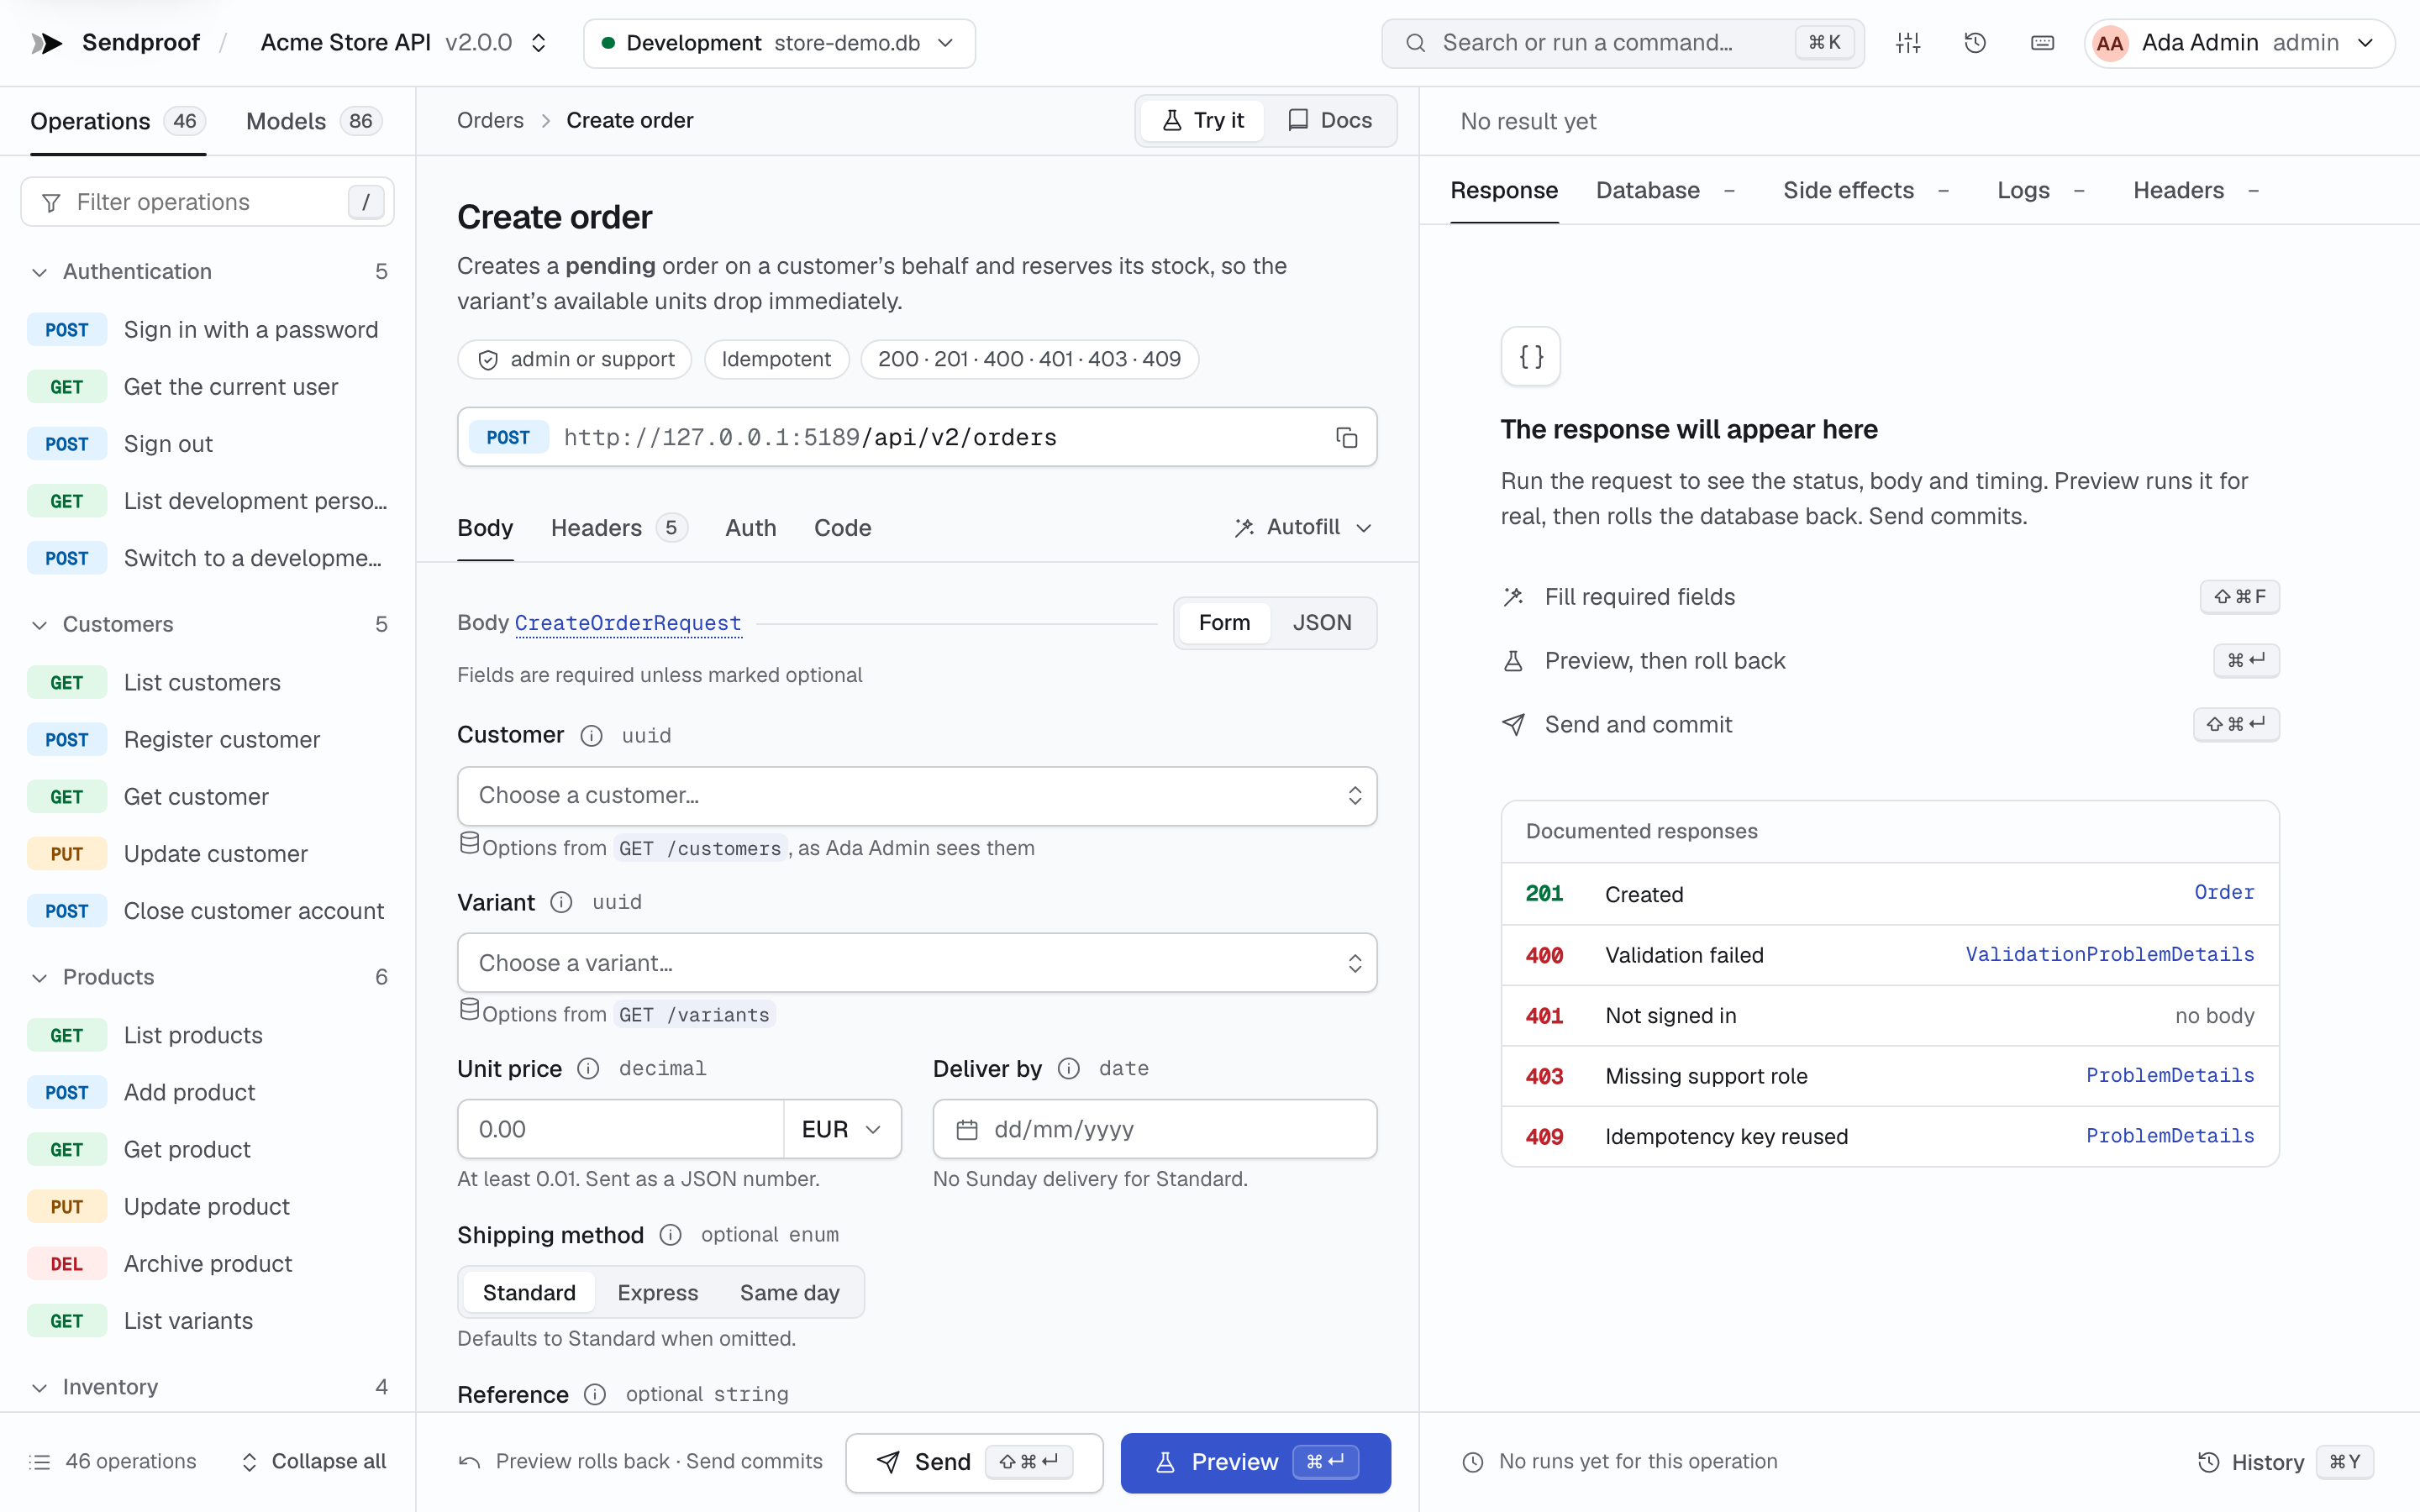 Sendproof / Acme Store API v2.0.0
Development store-demo.db
Search or run a command... ⌘K
AA Ada Admin admin
Operations 46 Models 86
Filter operations /
Authentication 5
POST Sign in with a password
GET Get the current user
POST Sign out
GET List development perso...
POST Switch to a developme...
Customers 5
GET List customers
POST Register customer
GET Get customer
PUT Update customer
POST Close customer account
Products 6
GET List products
POST Add product
GET Get product
PUT Update product
DEL Archive product
GET List variants
Inventory 4
46 operations Collapse all
Orders > Create order
Try it Docs
Create order
Creates a pending order on a customer’s behalf and reserves its stock, so the
variant’s available units drop immediately.
admin or support Idempotent 200 · 201 · 400 · 401 · 403 · 409
POST http://127.0.0.1:5189/api/v2/orders
Body Headers 5 Auth Code Autofill
Body CreateOrderRequest Form JSON
Fields are required unless marked optional
Customer uuid
Choose a customer...
Options from GET /customers, as Ada Admin sees them
Variant uuid
Choose a variant...
Options from GET /variants
Unit price decimal Deliver by date
0.00 EUR dd/mm/yyyy
At least 0.01. Sent as a JSON number. No Sunday delivery for Standard.
Shipping method optional enum
Standard Express Same day
Defaults to Standard when omitted.
Reference optional string
Preview rolls back · Send commits Send ⇧⌘↵ Preview ⌘↵
No result yet
Response Database – Side effects – Logs – Headers –
{ }
The response will appear here
Run the request to see the status, body and timing. Preview runs it for
real, then rolls the database back. Send commits.
Fill required fields ⇧⌘F
Preview, then roll back ⌘↵
Send and commit ⇧⌘↵
Documented responses
201 Created Order
400 Validation failed ValidationProblemDetails
401 Not signed in no body
403 Missing support role ProblemDetails
409 Idempotency key reused ProblemDetails
No runs yet for this operation History ⌘Y